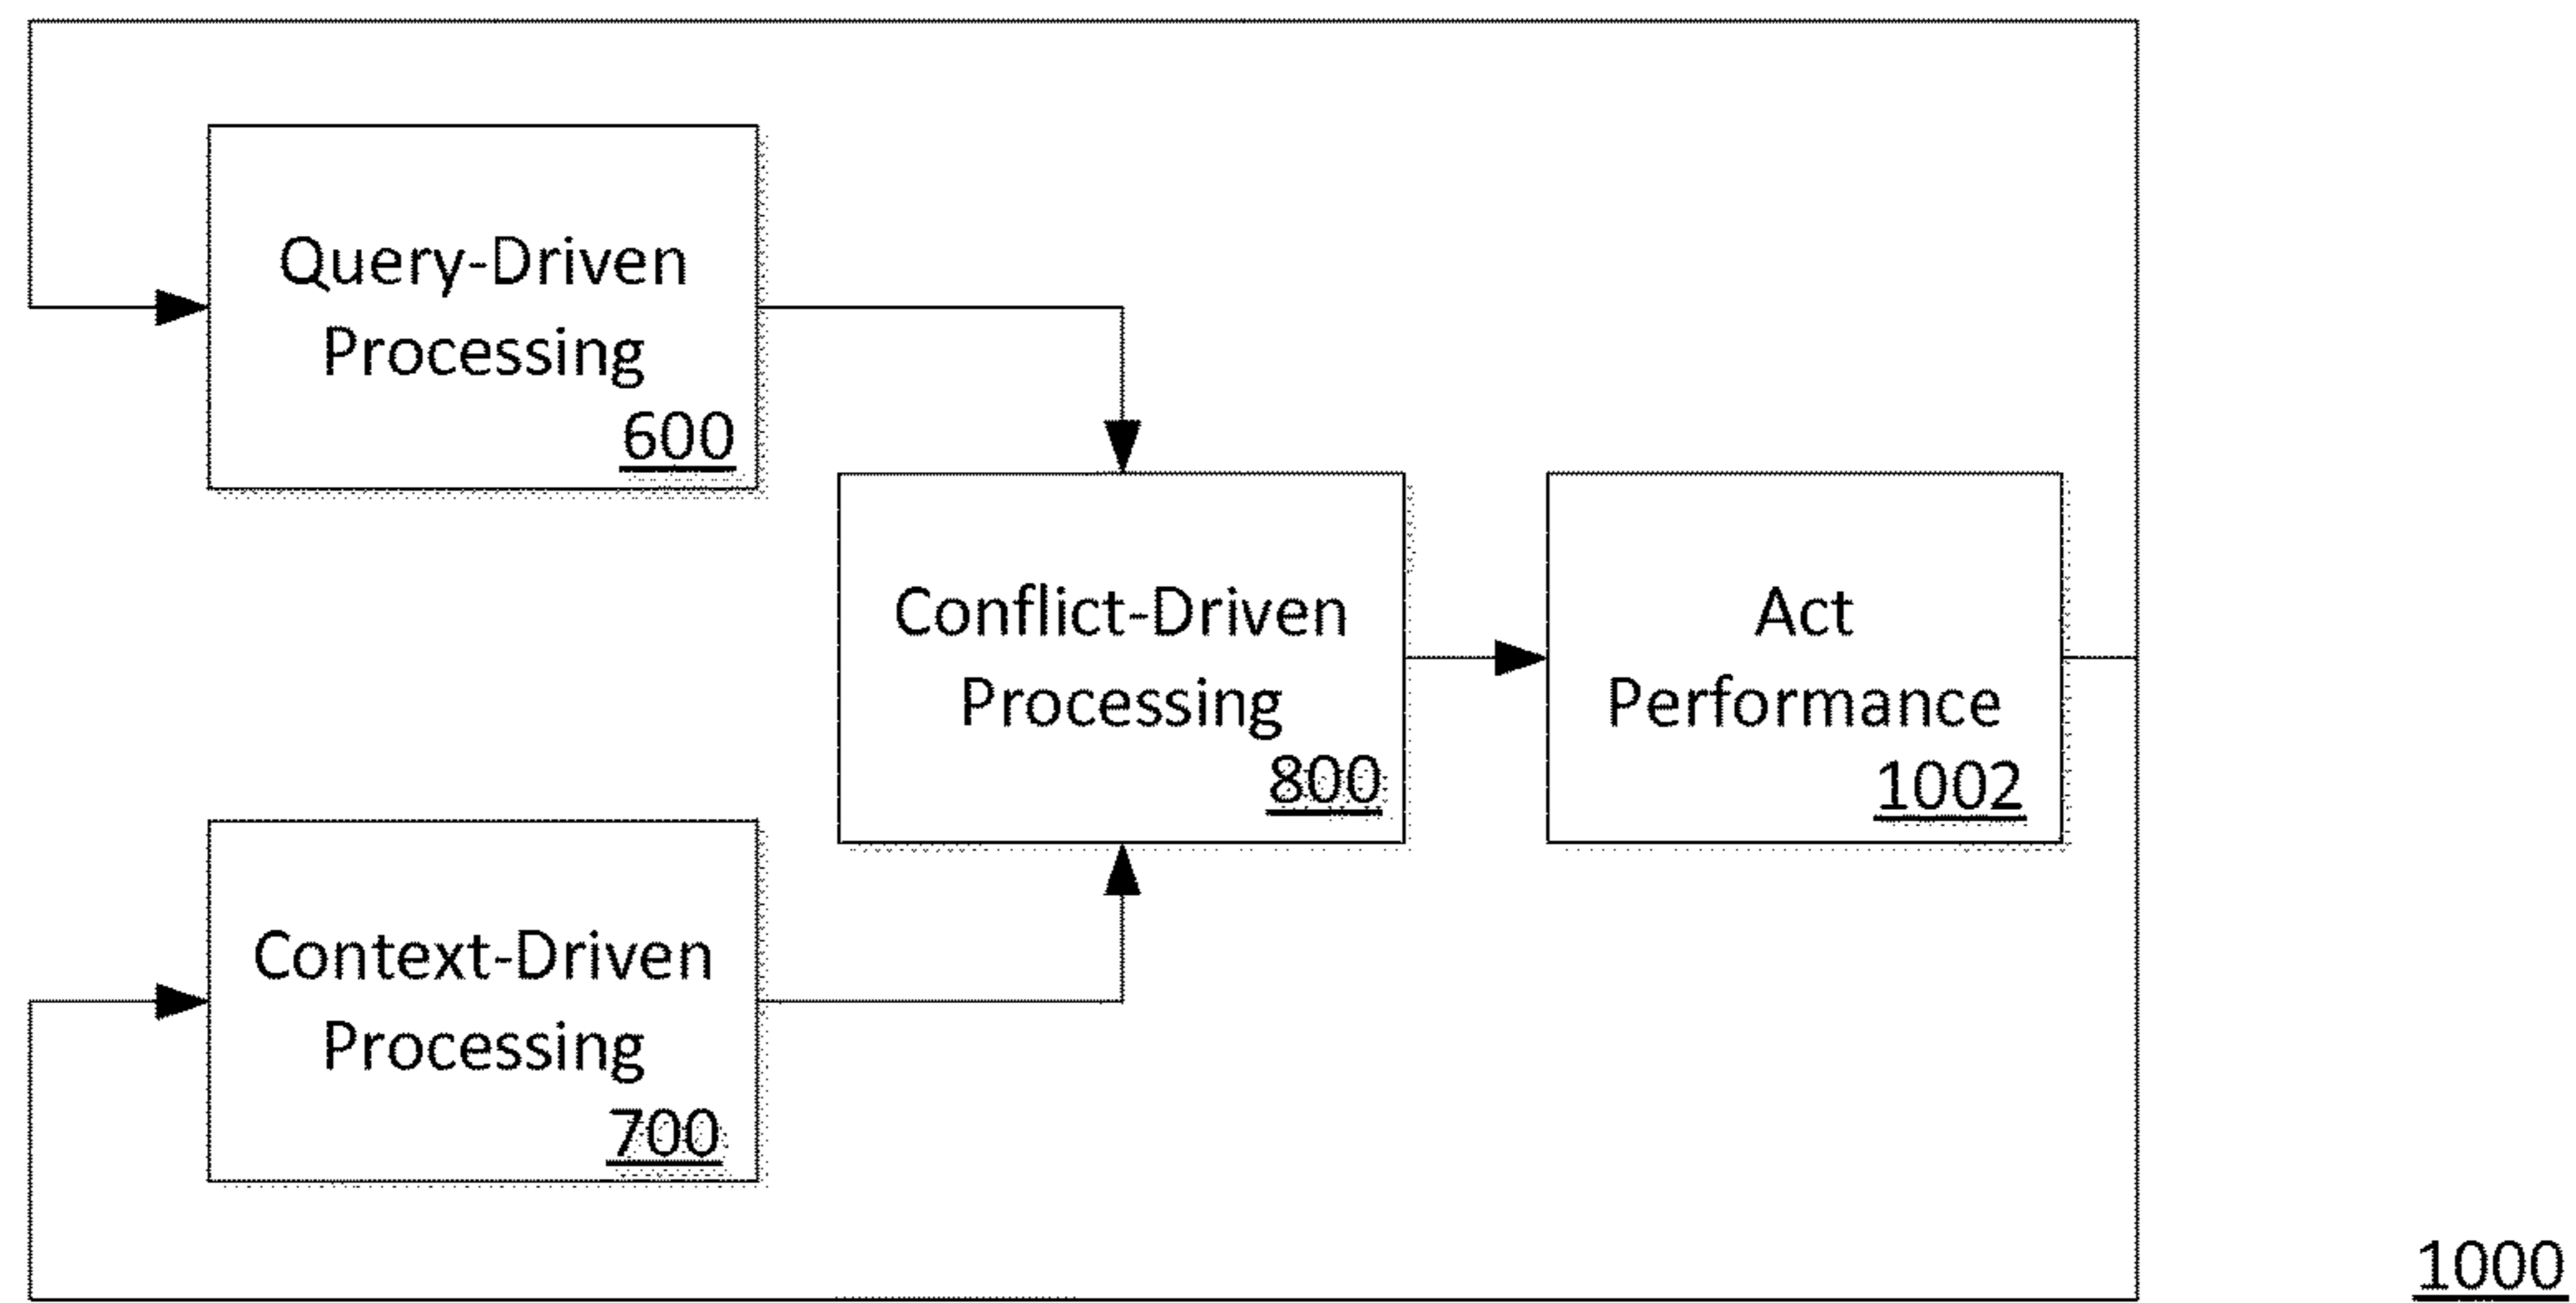 Query-Driven
Processing
600
Conflict-Driven
Processing
800
Act
Performance
1002
Context-Driven
Processing
700
1000